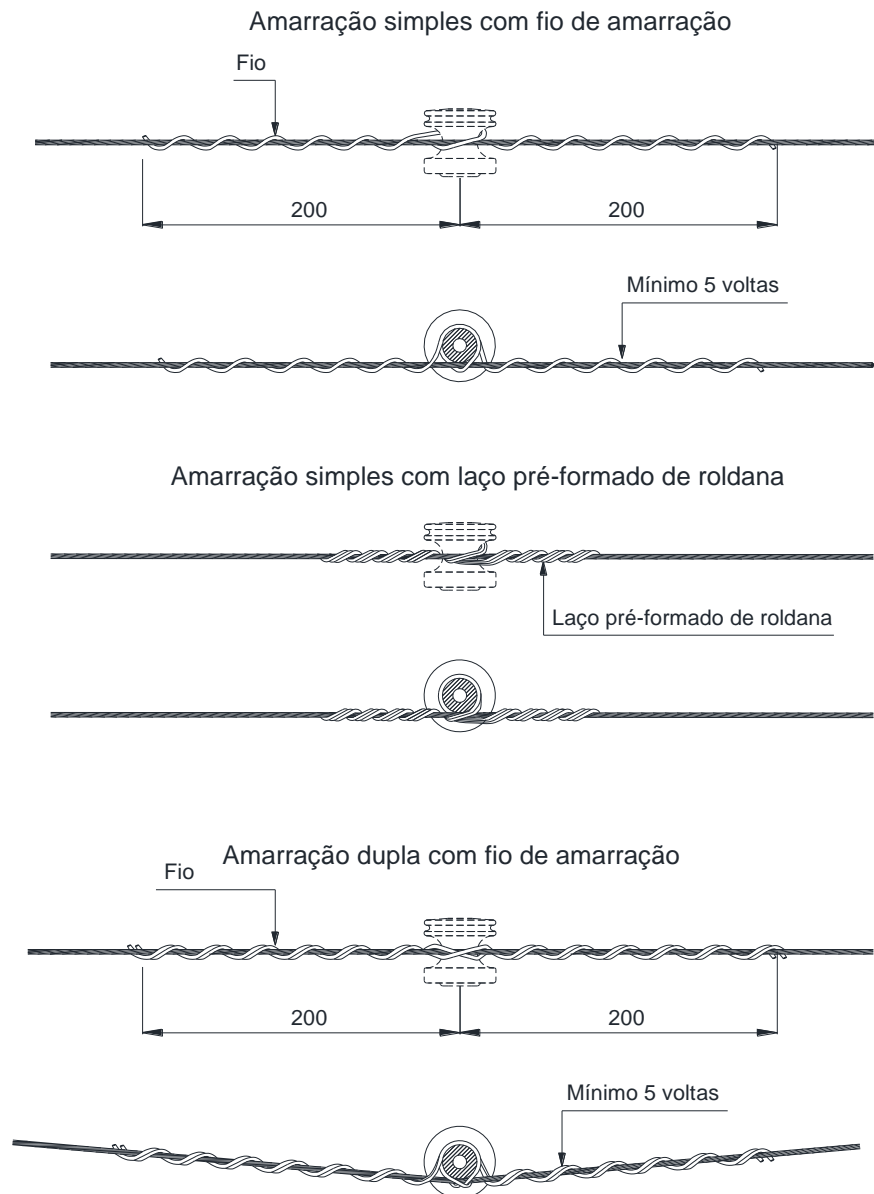 Amarração simples com fio de amarração
Fio
200 200
Mínimo 5 voltas
Amarração simples com laço pré-formado de roldana
Laço pré-formado de roldana
Amarração dupla com fio de amarração
Fio
200 200
Mínimo 5 voltas